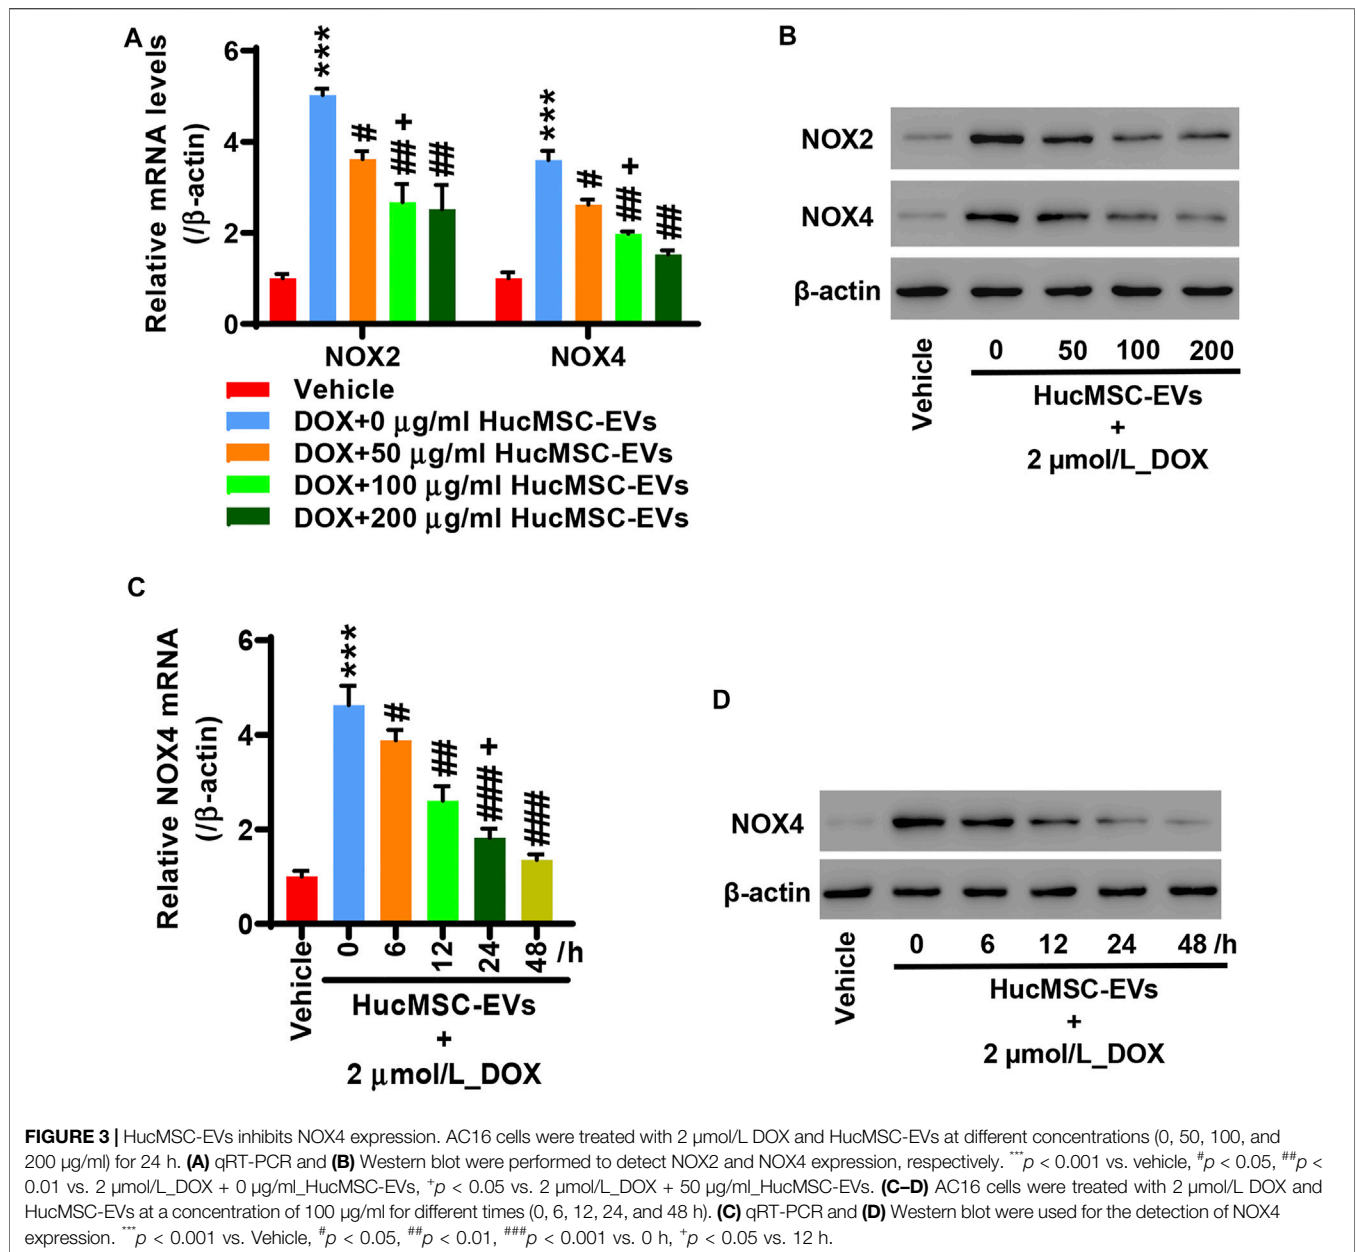 A
Relative mRNA levels
(/β-actin)
6
4
2
0
***
#
##
+
##
***
#
##
+
##
NOX2
NOX4
Vehicle
DOX+0 μg/ml HucMSC-EVs
DOX+50 μg/ml HucMSC-EVs
DOX+100 μg/ml HucMSC-EVs
DOX+200 μg/ml HucMSC-EVs
B
NOX2
NOX4
β-actin
Vehicle
0 50 100 200
HucMSC-EVs
+
2 μmol/L_DOX
C
Relative NOX4 mRNA
(/β-actin)
6
4
2
0
***
#
##
###
+
###
Vehicle
0 6 12 24 48 /h
HucMSC-EVs
+
2 μmol/L_DOX
D
NOX4
β-actin
Vehicle
0 6 12 24 48 /h
HucMSC-EVs
+
2 μmol/L_DOX
FIGURE 3 | HucMSC-EVs inhibits NOX4 expression. AC16 cells were treated with 2 μmol/L DOX and HucMSC-EVs at different concentrations (0, 50, 100, and
200 μg/ml) for 24 h. (A) qRT-PCR and (B) Western blot were performed to detect NOX2 and NOX4 expression, respectively. ***p < 0.001 vs. vehicle, #p < 0.05, ##p <
0.01 vs. 2 μmol/L_DOX + 0 μg/ml_HucMSC-EVs, +p < 0.05 vs. 2 μmol/L_DOX + 50 μg/ml_HucMSC-EVs. (C–D) AC16 cells were treated with 2 μmol/L DOX and
HucMSC-EVs at a concentration of 100 μg/ml for different times (0, 6, 12, 24, and 48 h). (C) qRT-PCR and (D) Western blot were used for the detection of NOX4
expression. ***p < 0.001 vs. Vehicle, #p < 0.05, ##p < 0.01, ###p < 0.001 vs. 0 h, +p < 0.05 vs. 12 h.